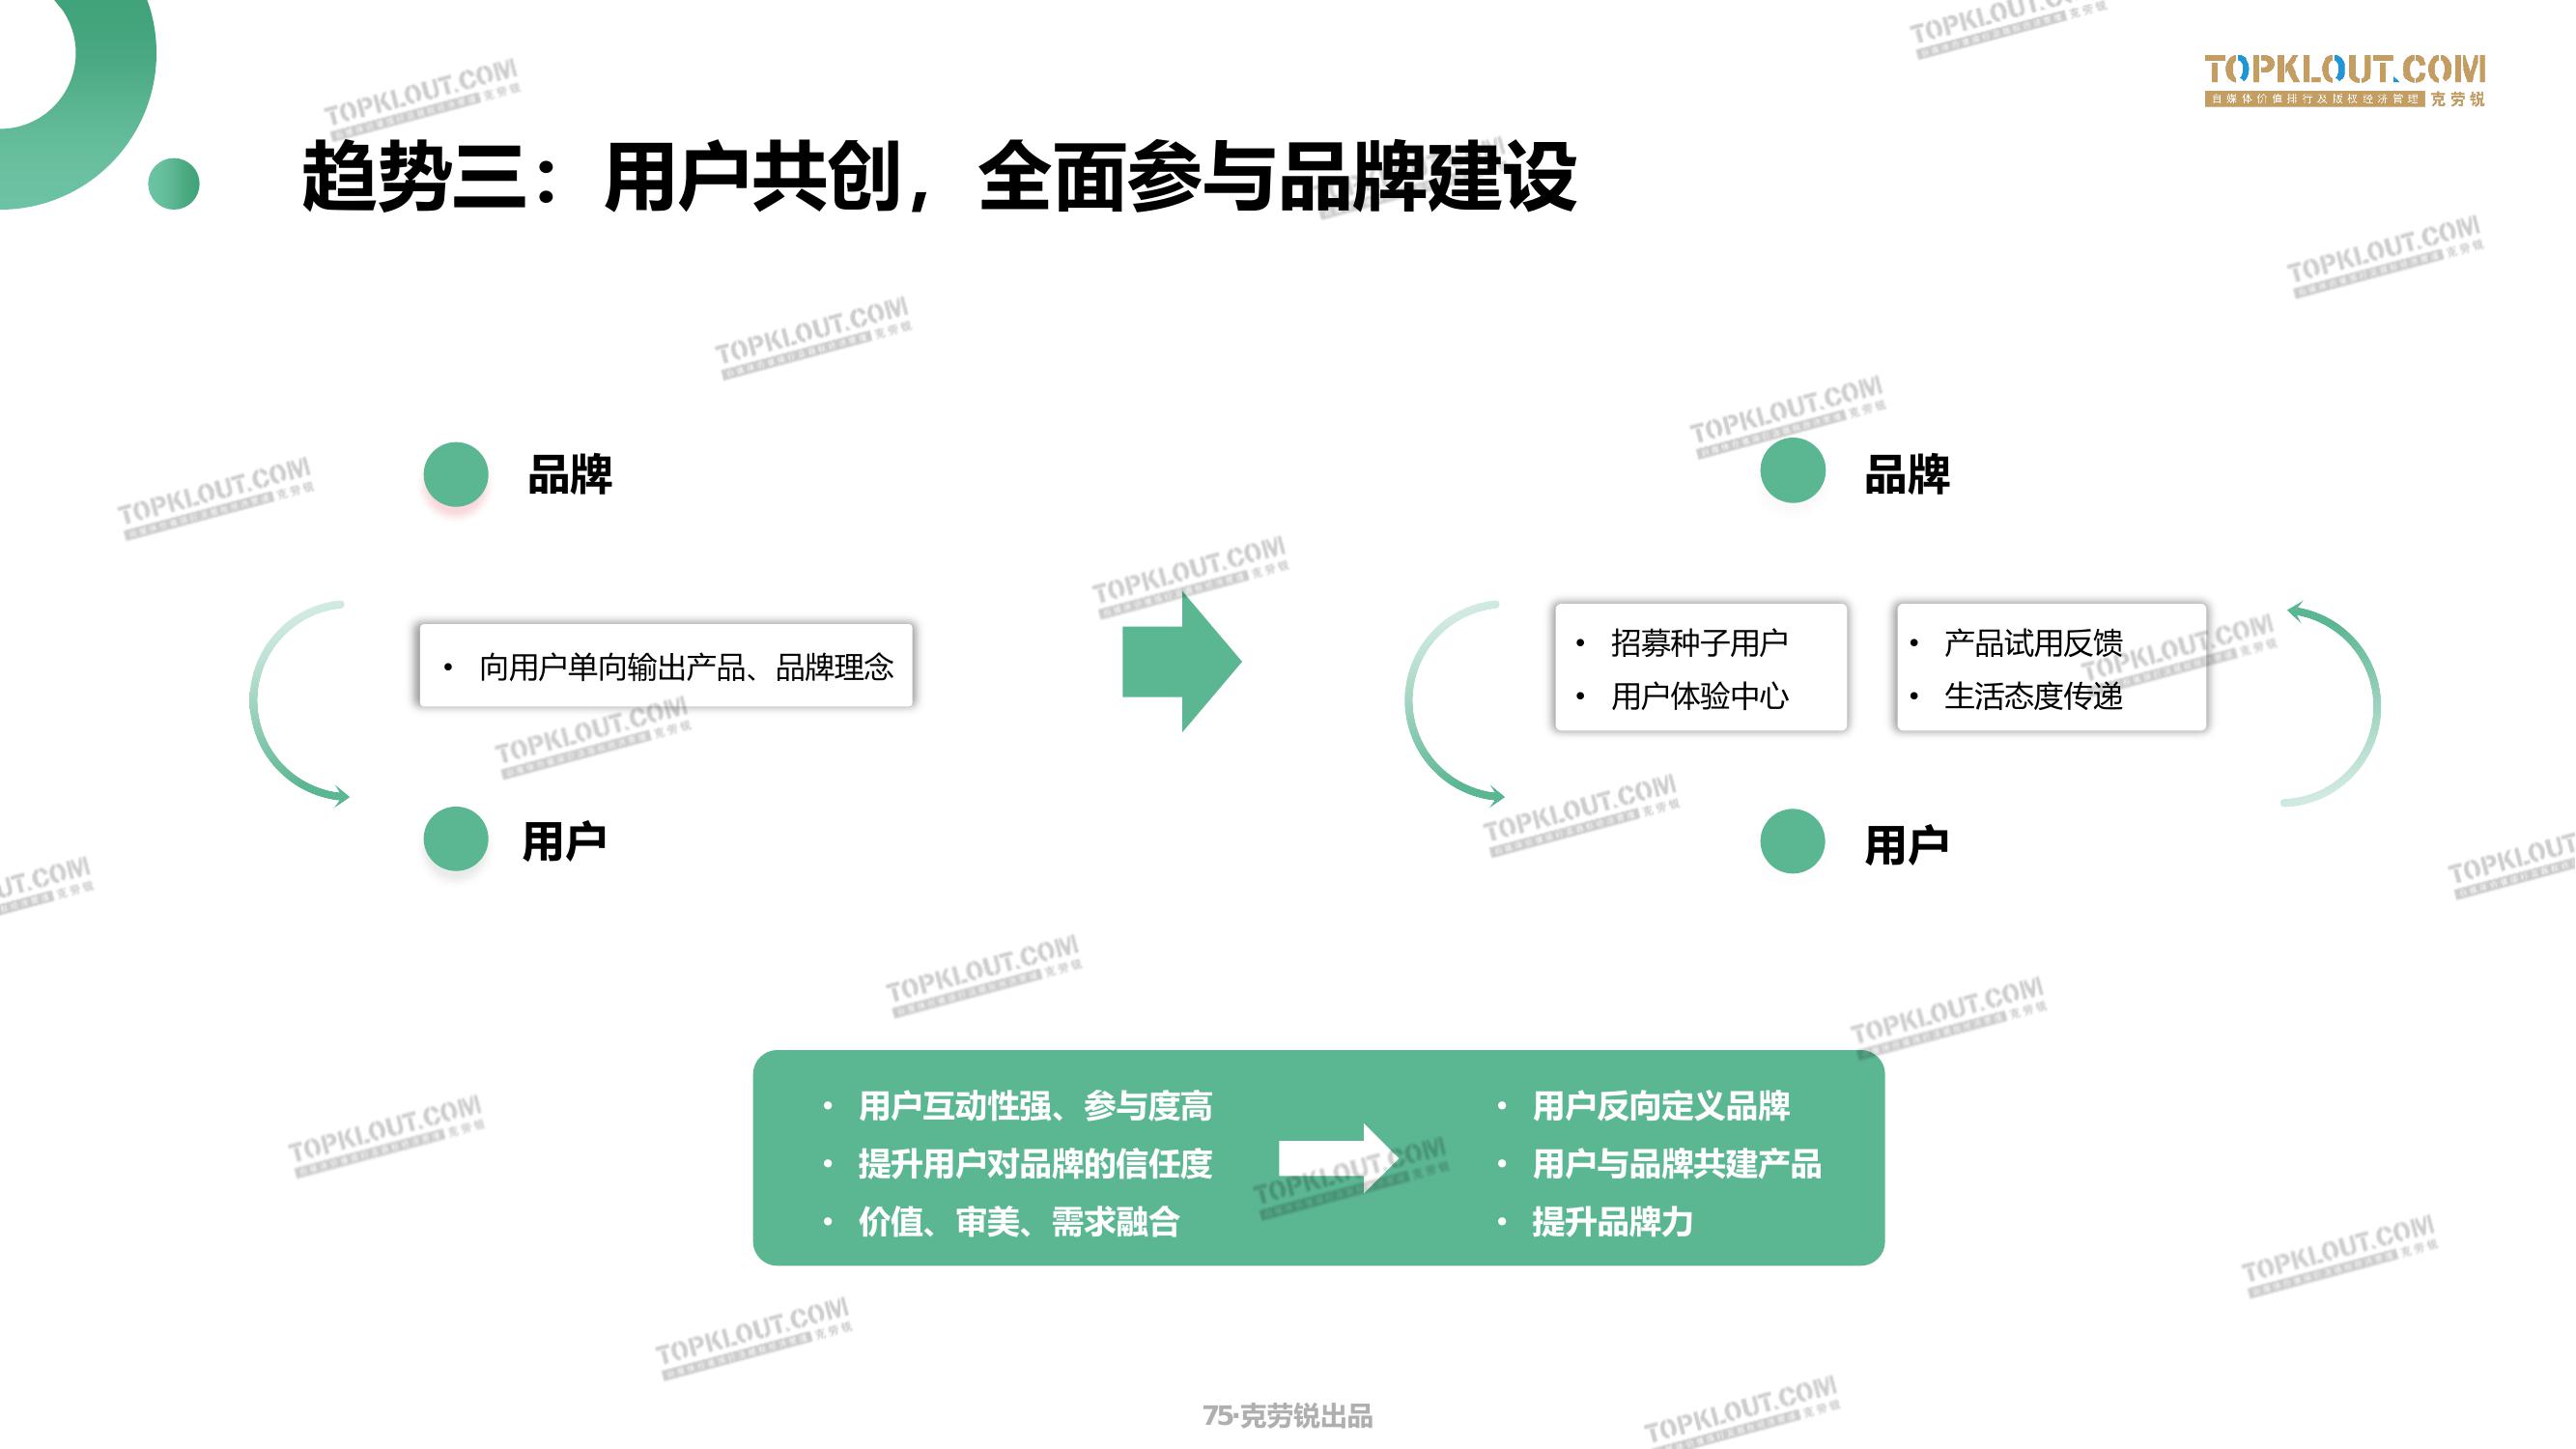 TOPKLOUT.COM
自媒体价值排行及版权经济管理 克劳锐
趋势三：用户共创，全面参与品牌建设
品牌
• 向用户单向输出产品、品牌理念
用户
品牌
• 招募种子用户
• 用户体验中心
• 产品试用反馈
• 生活态度传递
用户
• 用户互动性强、参与度高
• 提升用户对品牌的信任度
• 价值、审美、需求融合
• 用户反向定义品牌
• 用户与品牌共建产品
• 提升品牌力
75·克劳锐出品